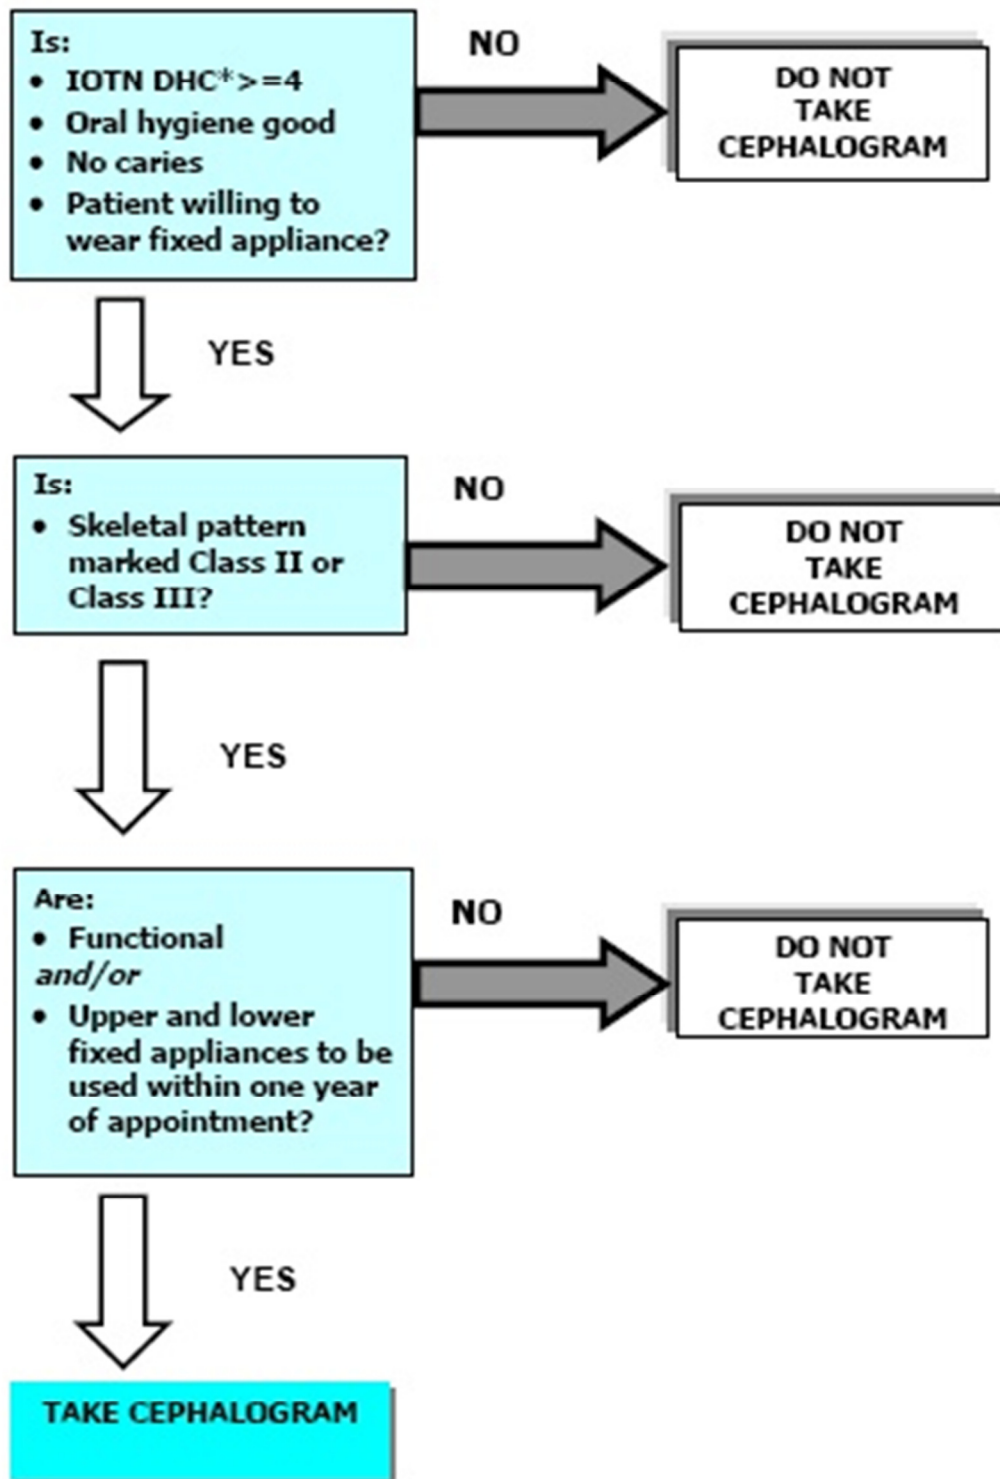 Is:
• IOTN DHC*>=4
• Oral hygiene good
• No caries
• Patient willing to
wear fixed appliance?
NO
DO NOT
TAKE
CEPHALOGRAM
YES
Is:
• Skeletal pattern
marked Class II or
Class III?
NO
DO NOT
TAKE
CEPHALOGRAM
YES
Are:
• Functional
and/or
• Upper and lower
fixed appliances to be
used within one year
of appointment?
NO
DO NOT
TAKE
CEPHALOGRAM
YES
TAKE CEPHALOGRAM